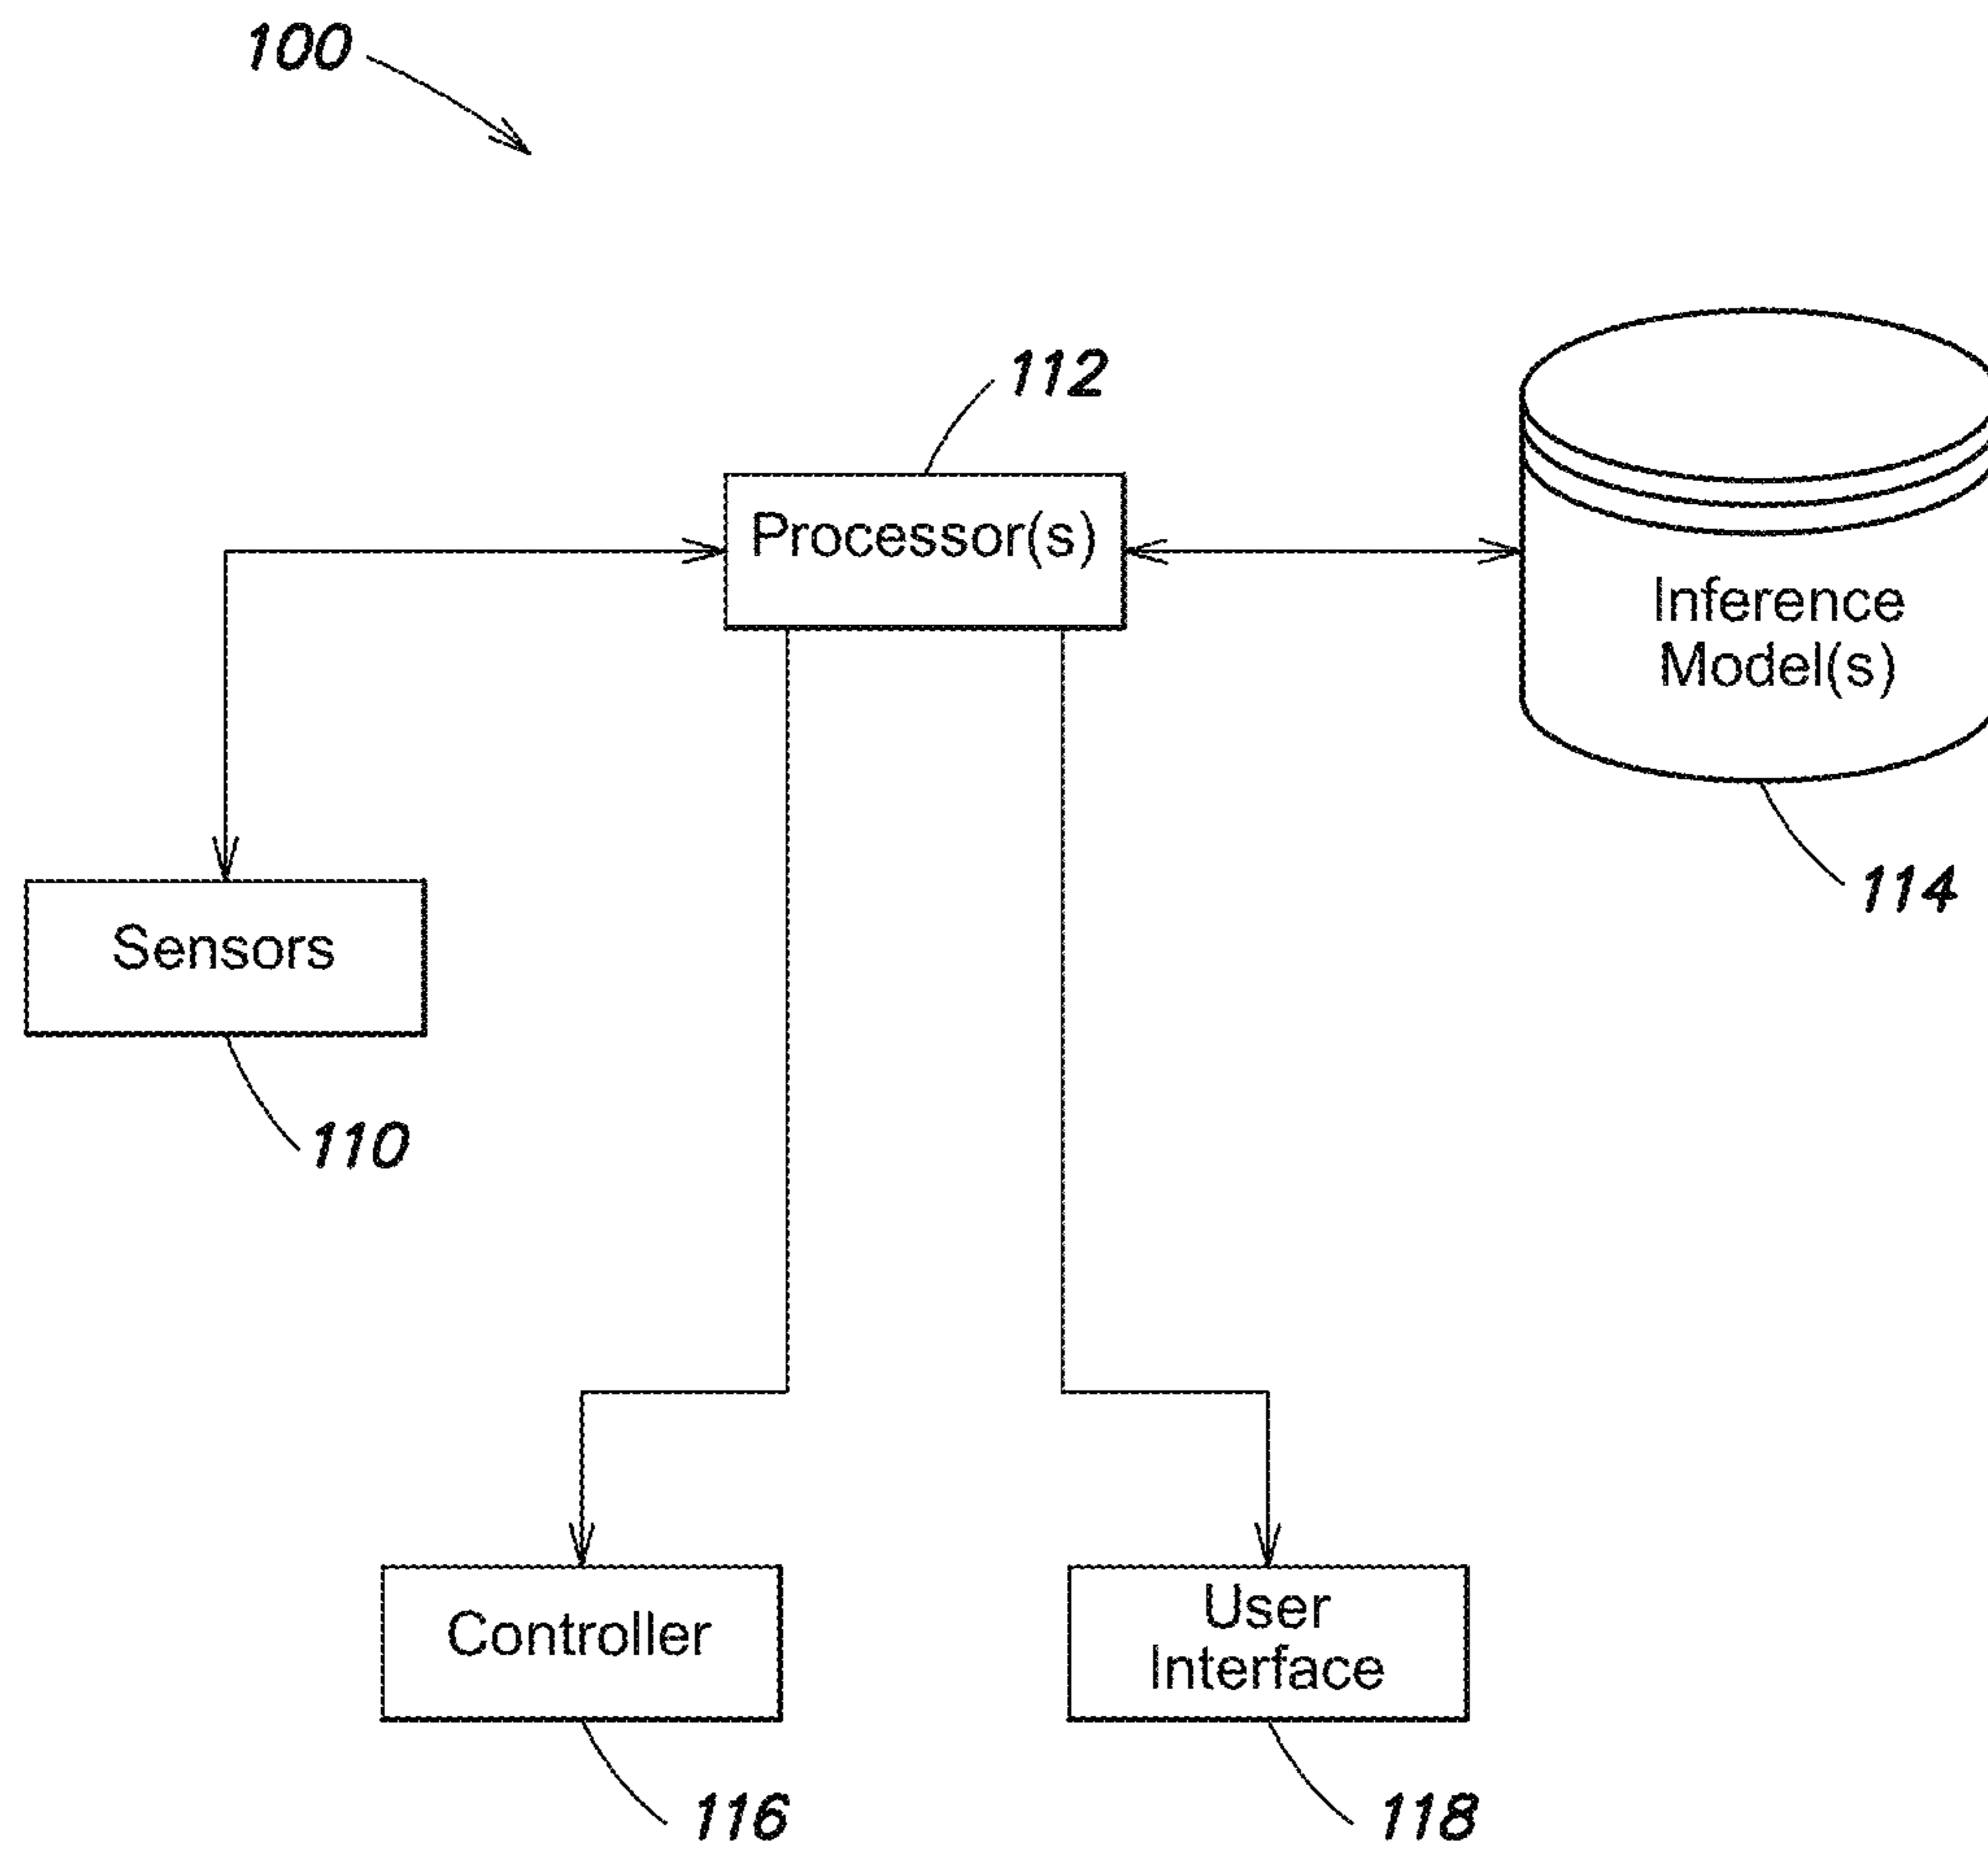 100
112
Processor(s)
Inference
Model(s)
114
Sensors
110
Controller
116
User
Interface
118